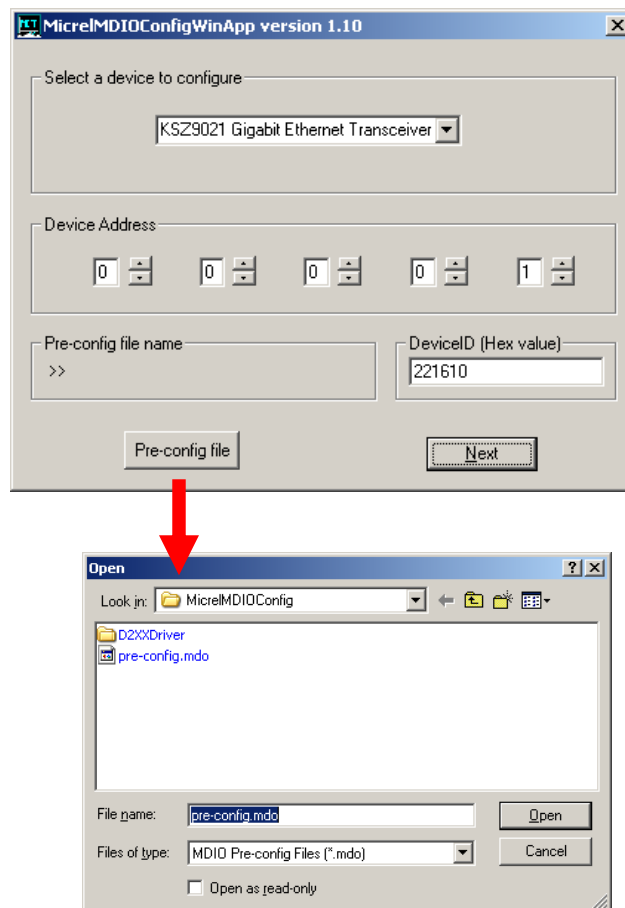 MicrelMDIOConfigWinApp version 1.10
Select a device to configure
KSZ9021 Gigabit Ethernet Transceiver
Device Address
0 0 0 0 1
Pre-config file name
>>
DeviceID (Hex value)
221610
Pre-config file
Next
Open
Look in: MicrelMDIOConfig
D2XXDriver
pre-config.mdo
File name: pre-config.mdo
Open
Files of type: MDIO Pre-config Files (*.mdo)
Cancel
Open as read-only